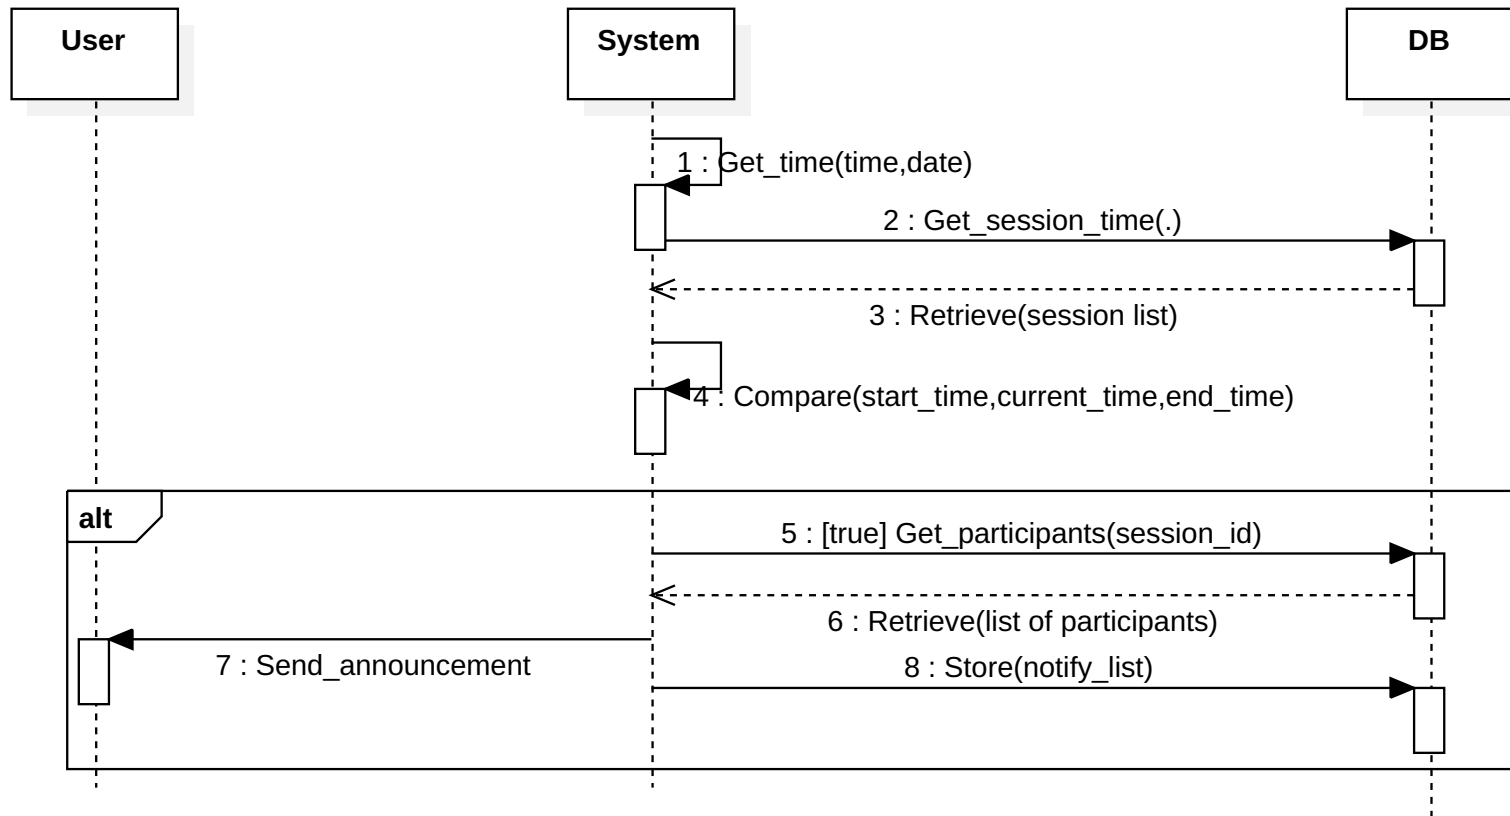 User
System
DB
1 : Get_time(time,date)
2 : Get_session_time(.)
3 : Retrieve(session list)
4 : Compare(start_time,current_time,end_time)
alt
5 : [true] Get_participants(session_id)
6 : Retrieve(list of participants)
7 : Send_announcement
8 : Store(notify_list)